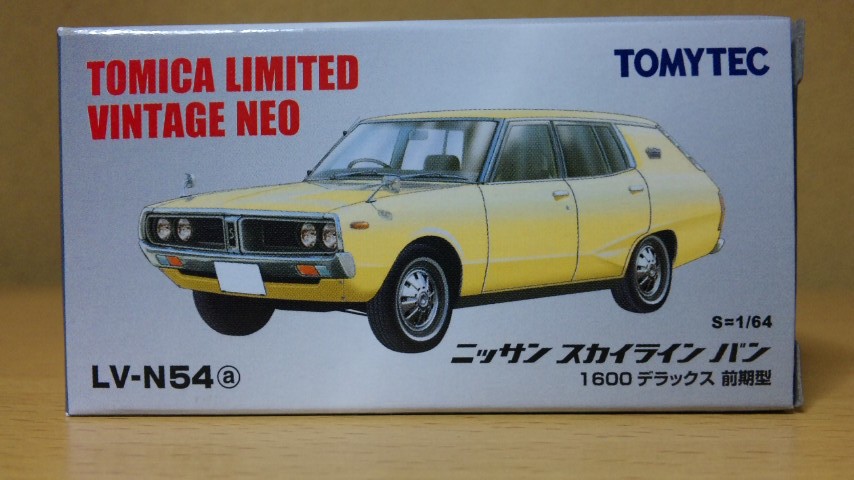 TOMICA LIMITED
VINTAGE NEO
TOMYTEC
S=1/64
ニッサン スカイライン バン
1600 デラックス 前期型
LV-N54ⓐ